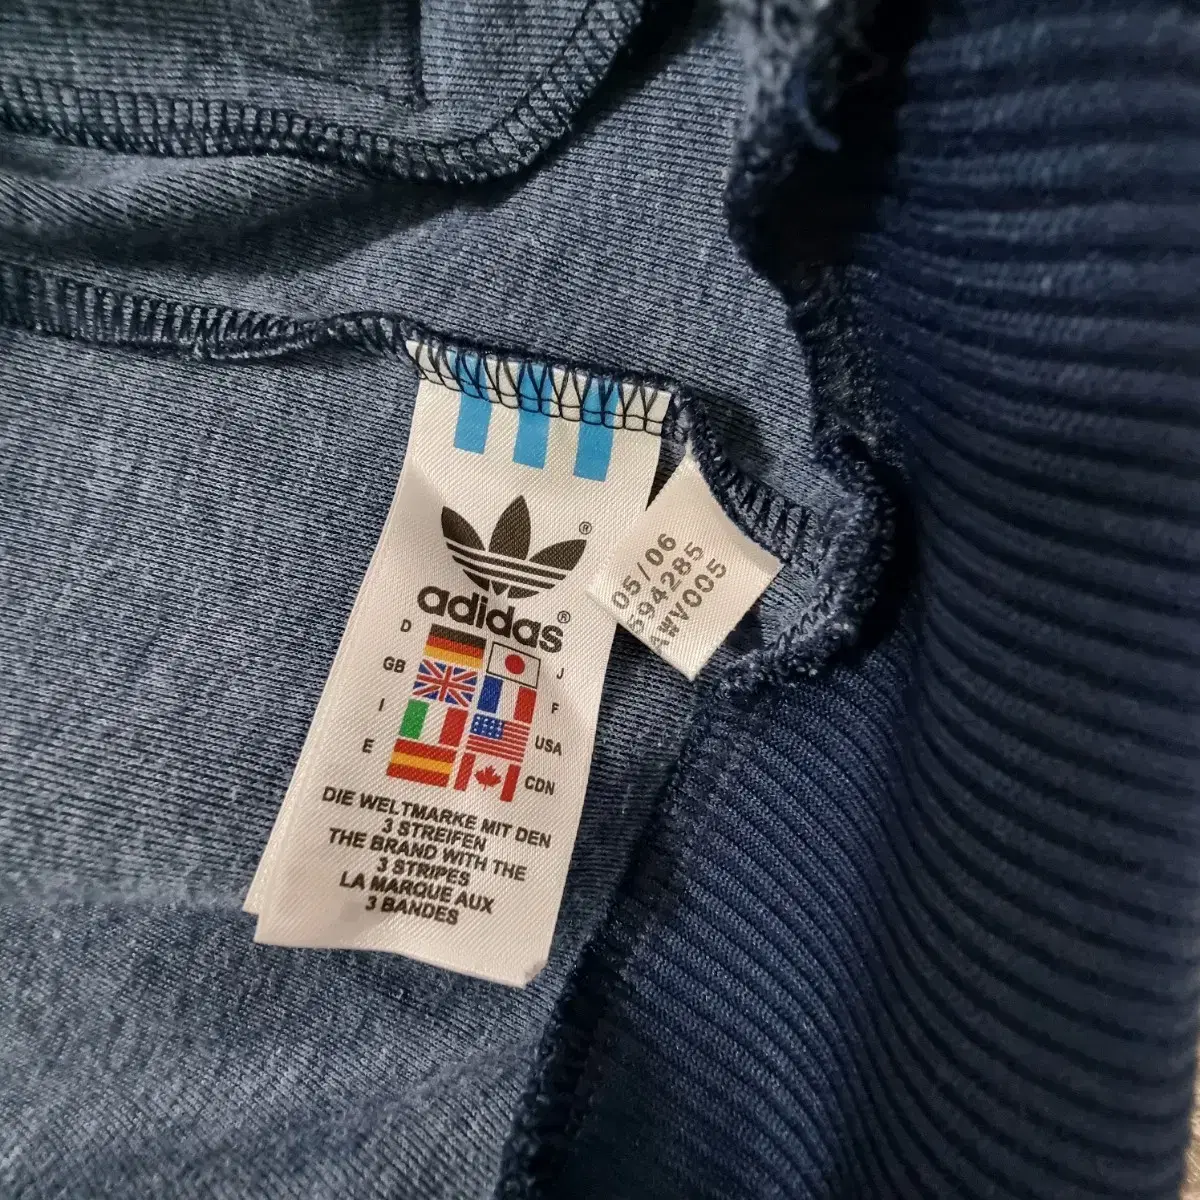 ®
adidas®
D
J
GB
F
I
USA
E
CDN
DIE WELTMARKE MIT DEN
3 STREIFEN
THE BRAND WITH THE
3 STRIPES
LA MARQUE AUX
3 BANDES
05/06
594285
AWV005